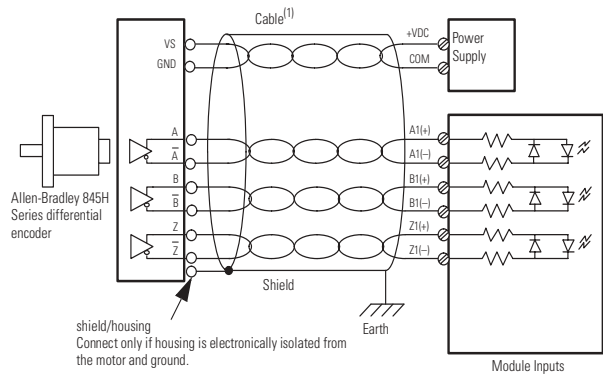 Cable(1)
VS
GND
+VDC
COM
Power
Supply
A
A̅
B
B̅
Z
Z̅
A1(+)
A1(–)
B1(+)
B1(–)
Z1(+)
Z1(–)
Allen-Bradley 845H
Series differential
encoder
Shield
Earth
shield/housing
Connect only if housing is electronically isolated from
the motor and ground.
Module Inputs